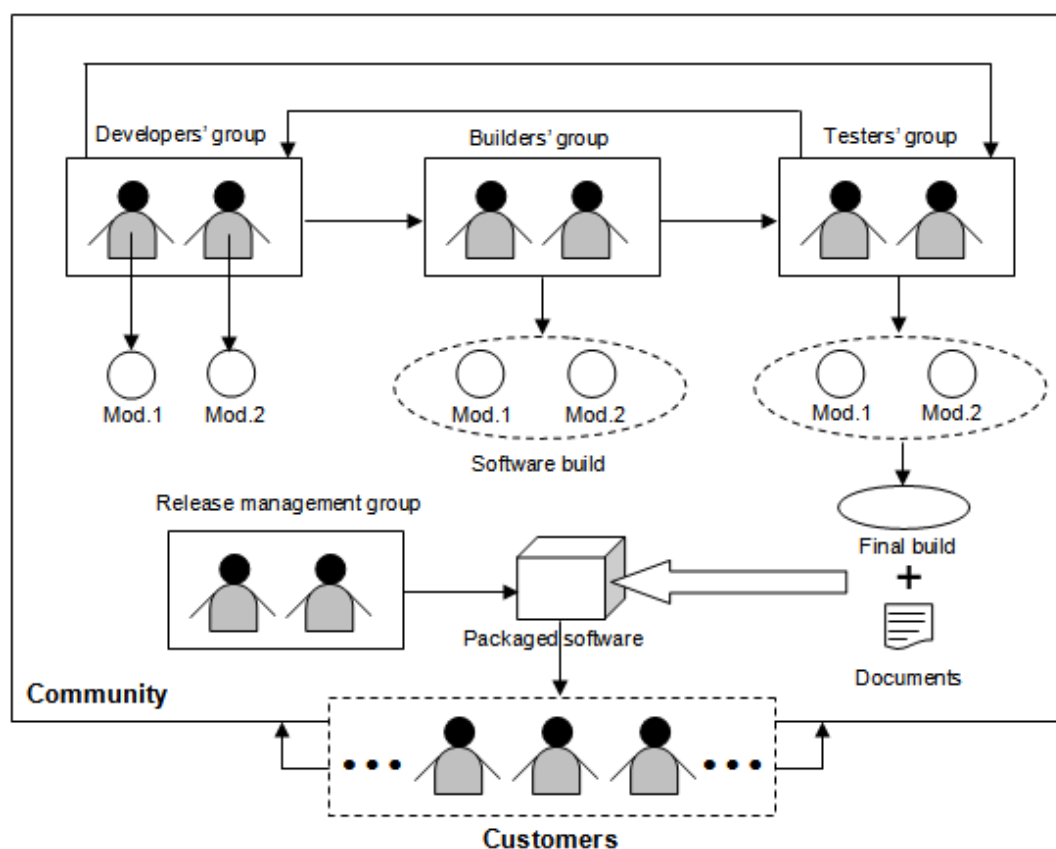 Developers' group
Builders' group
Testers' group
Mod.1
Mod.2
Mod.1
Mod.2
Mod.1
Mod.2
Software build
Release management group
Final build
+
Packaged software
Documents
Community
Customers